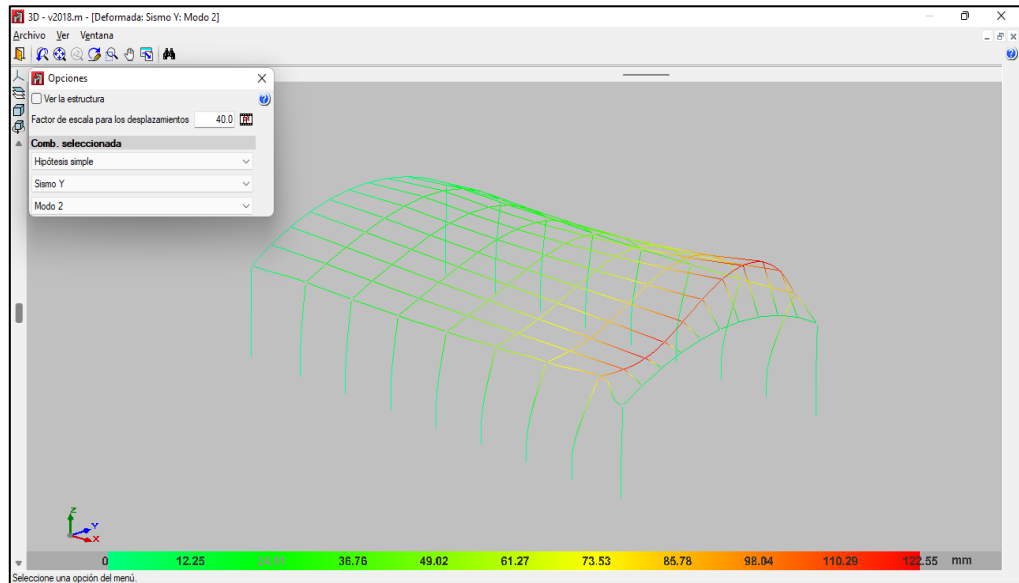 3D - v2018.m - [Deformada: Sismo Y: Modo 2]
Archivo Ver Ventana
Opciones
Ver la estructura
Factor de escala para los desplazamientos 40.0
Comb. seleccionada
Hipótesis simple
Sismo Y
Modo 2
Z
Y
X
0 12.25 36.76 49.02 61.27 73.53 85.78 98.04 110.29 122.55 mm
Seleccione una opción del menú.